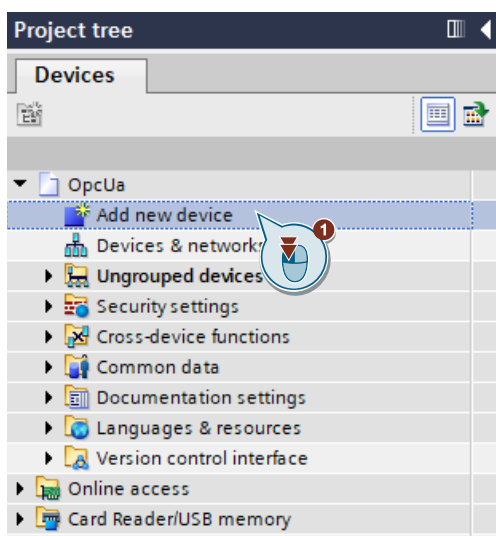 Project tree
Devices
OpcUa
Add new device
1
Devices & networks
Ungrouped devices
Security settings
Cross-device functions
Common data
Documentation settings
Languages & resources
Version control interface
Online access
Card Reader/USB memory